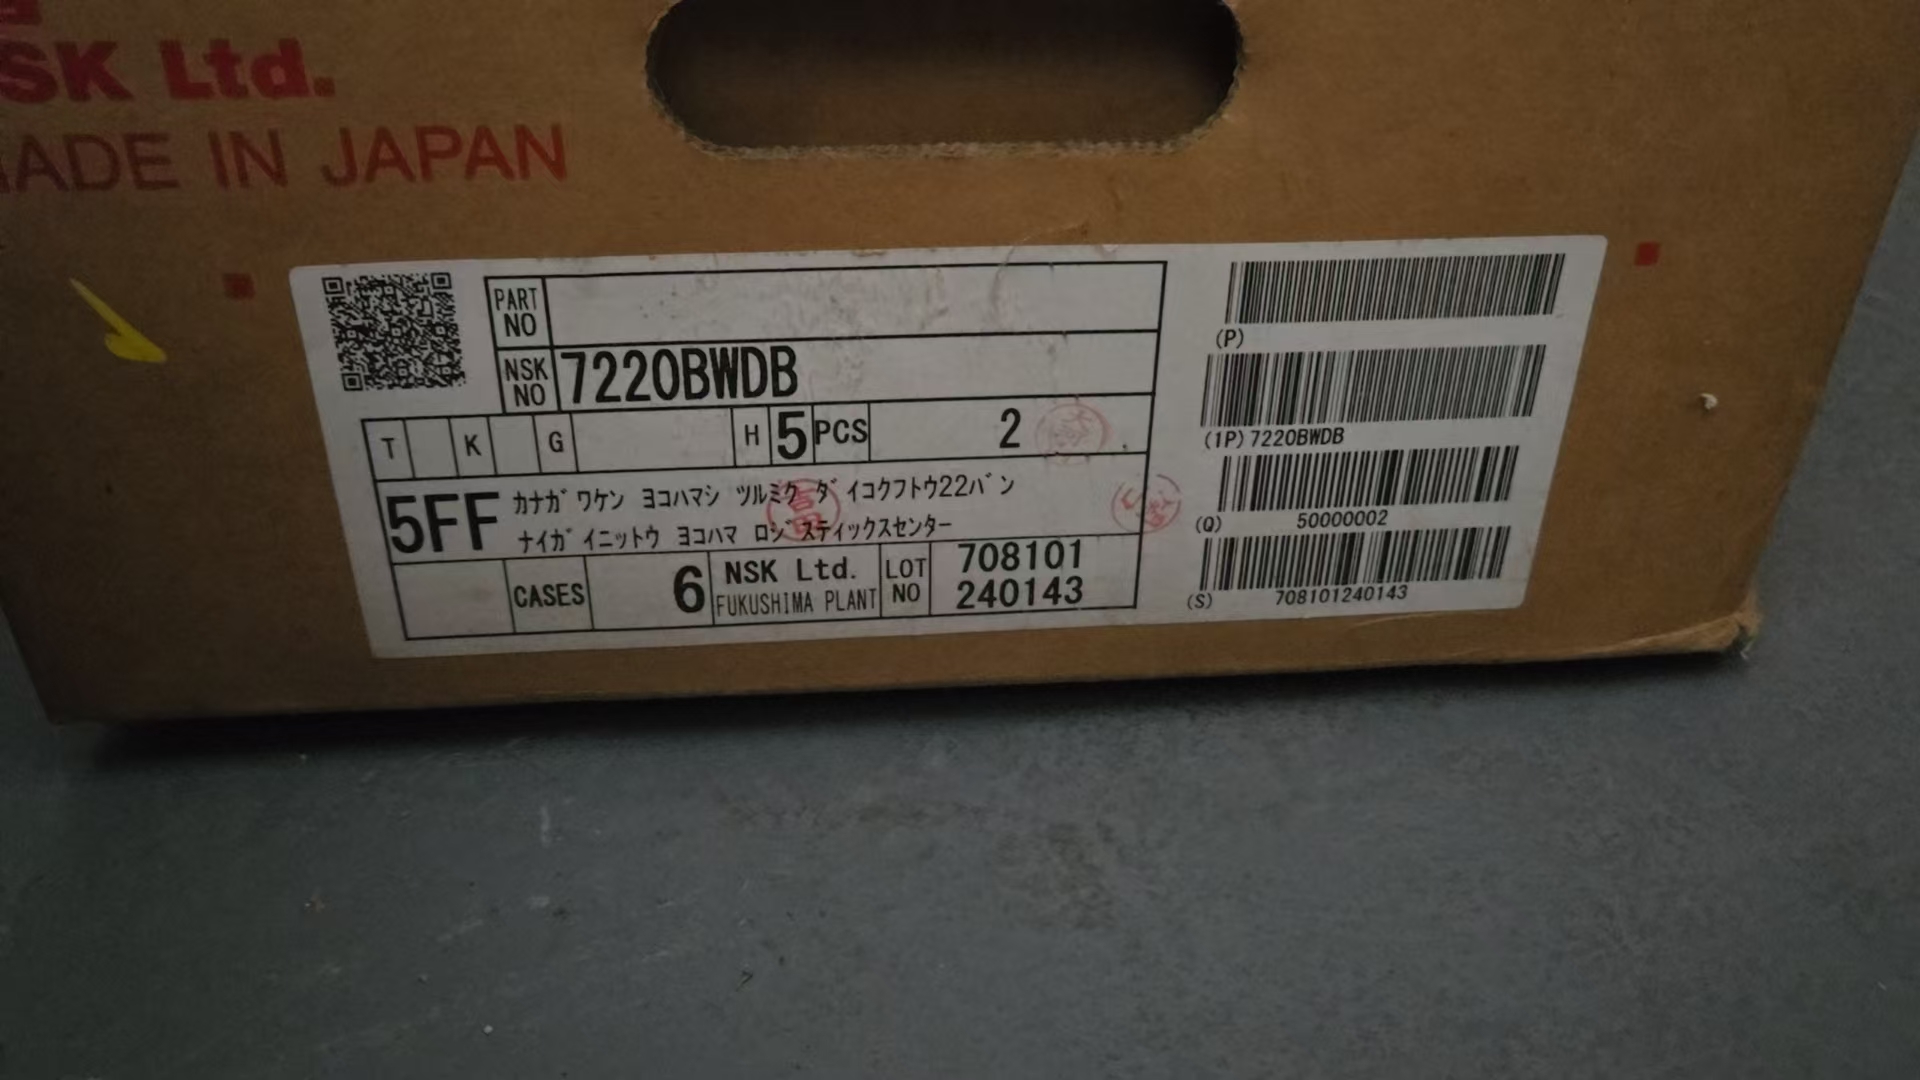 SK Ltd.
MADE IN JAPAN
PART NO
NSK NO 7220BWDB
T K G H 5 PCS 2
5FF カナガワケン ヨコハマシ ツルミク ダイコクフトウ22バン
ナイガイニットウ ヨコハマ ロジスティックスセンター
CASES 6 NSK Ltd. FUKUSHIMA PLANT LOT NO 708101 240143
(P)
(1P) 7220BWDB
(Q) 50000002
(S) 708101240143